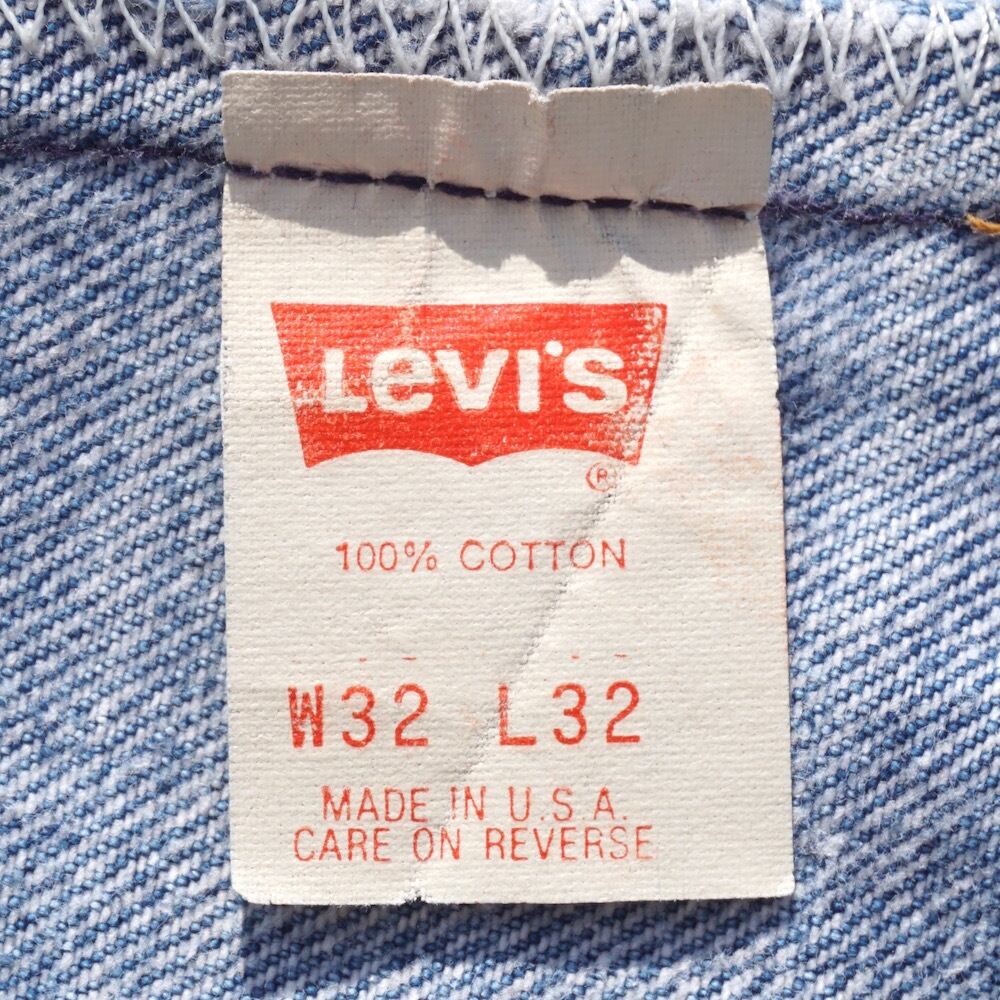 Levi's
®
100% COTTON
W32 L32
MADE IN U.S.A.
CARE ON REVERSE